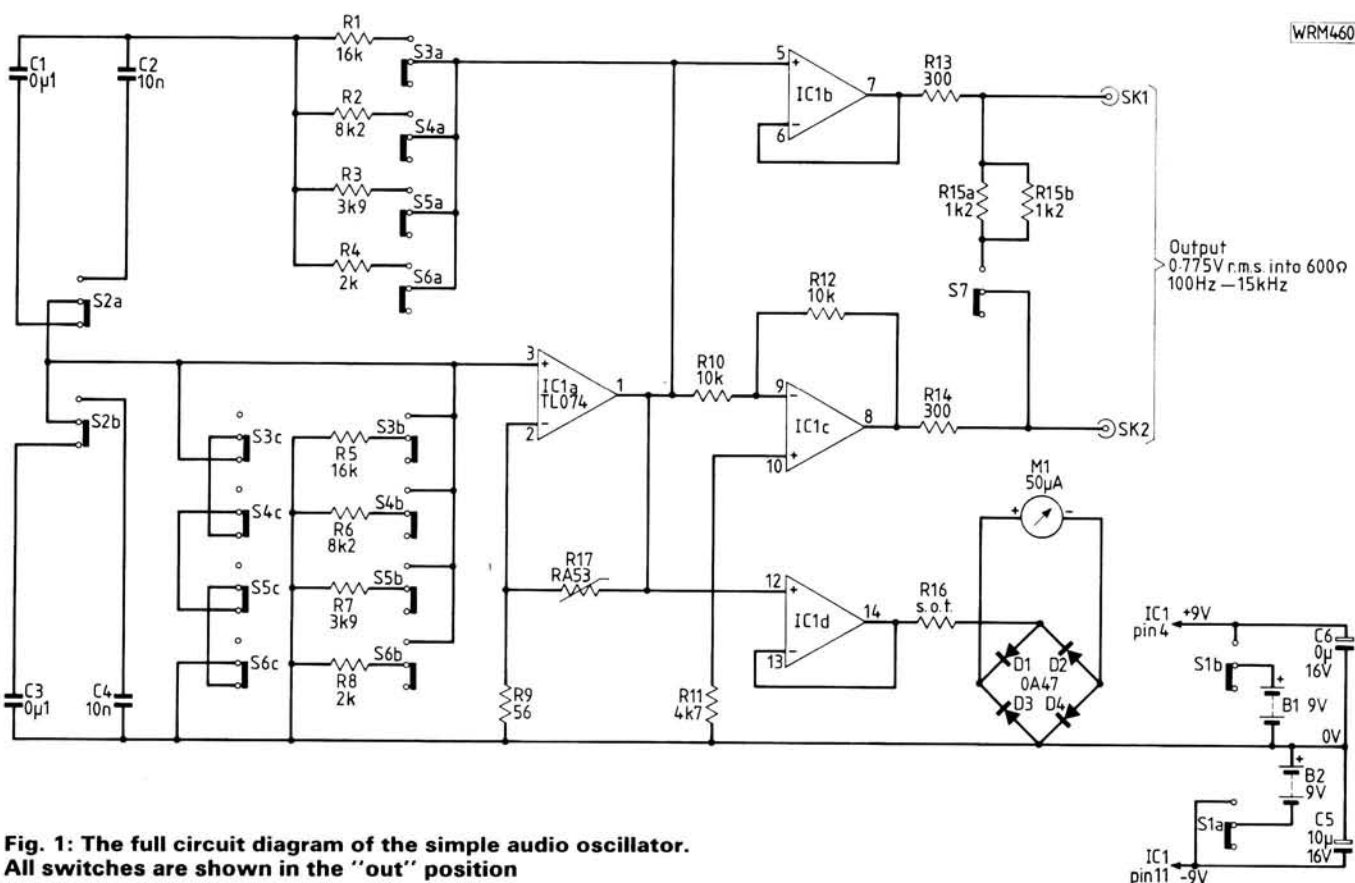 WRM460
C1
0µ1
C2
10n
R1
16k
S3a
R2
8k2
S4a
R3
3k9
S5a
R4
2k
S6a
S2a
S2b
C3
0µ1
C4
10n
S3c
S4c
S5c
S6c
R5
16k
S3b
R6
8k2
S4b
R7
3k9
S5b
R8
2k
S6b
3
+
IC1a
TL074
1
-
2
R17
RA53
R9
56
5
+
IC1b
7
-
6
R13
300
SK1
R15a
1k2
R15b
1k2
S7
Output
0·775V r.m.s. into 600Ω
100Hz — 15kHz
R12
10k
R10
10k
9
-
IC1c
8
+
10
R14
300
SK2
R11
4k7
12
+
IC1d
14
-
13
R16
s.o.t.
M1
50µA
+
-
D1
D2
0A47
D3
D4
IC1
pin 4
+9V
S1b
+
B1 9V
C6
0µ
16V
0V
+
B2
9V
S1a
C5
10µ
16V
IC1
pin11
-9V
Fig. 1: The full circuit diagram of the simple audio oscillator.
All switches are shown in the "out" position